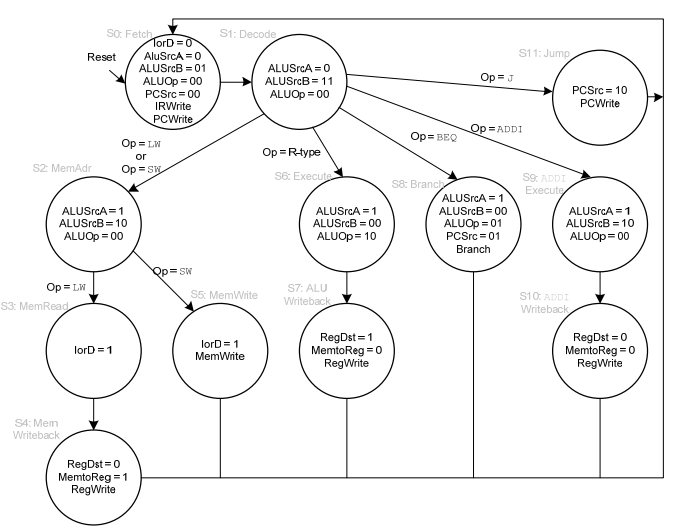 S0: Fetch
IorD = 0
AluSrcA = 0
ALUSrcB = 01
ALUOp = 00
PCSrc = 00
IRWrite
PCWrite
Reset
S1: Decode
ALUSrcA = 0
ALUSrcB = 11
ALUOp = 00
S11: Jump
PCSrc = 10
PCWrite
Op = J
Op = BEQ
Op = ADDI
Op = LW
or
Op = SW
Op = R-type
S2: MemAdr
ALUSrcA = 1
ALUSrcB = 10
ALUOp = 00
S6: Execute
ALUSrcA = 1
ALUSrcB = 00
ALUOp = 10
S8: Branch
ALUSrcA = 1
ALUSrcB = 00
ALUOp = 01
PCSrc = 01
Branch
S9: ADDI
Execute
ALUSrcA = 1
ALUSrcB = 10
ALUOp = 00
Op = LW
Op = SW
S3: MemRead
IorD = 1
S5: MemWrite
IorD = 1
MemWrite
S7: ALU
Writeback
RegDst = 1
MemtoReg = 0
RegWrite
S10: ADDI
Writeback
RegDst = 0
MemtoReg = 0
RegWrite
S4: Mem
Writeback
RegDst = 0
MemtoReg = 1
RegWrite